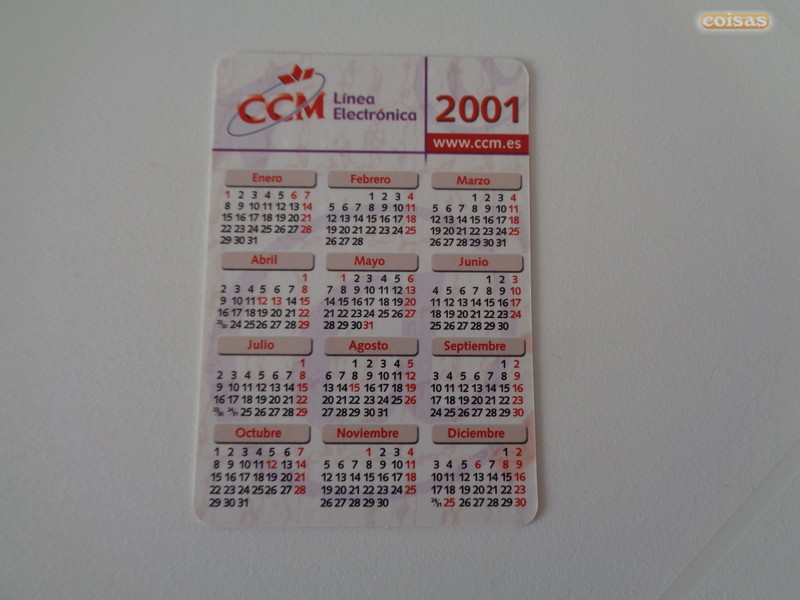 coisas
CCM Línea
Electrónica
2001
www.ccm.es
Enero
1 2 3 4 5 6 7
8 9 10 11 12 13 14
15 16 17 18 19 20 21
22 23 24 25 26 27 28
29 30 31
Febrero
1 2 3 4
5 6 7 8 9 10 11
12 13 14 15 16 17 18
19 20 21 22 23 24 25
26 27 28
Marzo
1 2 3 4
5 6 7 8 9 10 11
12 13 14 15 16 17 18
19 20 21 22 23 24 25
26 27 28 29 30 31
Abril
1
2 3 4 5 6 7 8
9 10 11 12 13 14 15
16 17 18 19 20 21 22
23/30 24 25 26 27 28 29
Mayo
1 2 3 4 5 6
7 8 9 10 11 12 13
14 15 16 17 18 19 20
21 22 23 24 25 26 27
28 29 30 31
Junio
1 2 3
4 5 6 7 8 9 10
11 12 13 14 15 16 17
18 19 20 21 22 23 24
25 26 27 28 29 30
Julio
1
2 3 4 5 6 7 8
9 10 11 12 13 14 15
16 17 18 19 20 21 22
23/30 24/31 25 26 27 28 29
Agosto
1 2 3 4 5
6 7 8 9 10 11 12
13 14 15 16 17 18 19
20 21 22 23 24 25 26
27 28 29 30 31
Septiembre
1 2
3 4 5 6 7 8 9
10 11 12 13 14 15 16
17 18 19 20 21 22 23
24 25 26 27 28 29 30
Octubre
1 2 3 4 5 6 7
8 9 10 11 12 13 14
15 16 17 18 19 20 21
22 23 24 25 26 27 28
29 30 31
Noviembre
1 2 3 4
5 6 7 8 9 10 11
12 13 14 15 16 17 18
19 20 21 22 23 24 25
26 27 28 29 30
Diciembre
1 2
3 4 5 6 7 8 9
10 11 12 13 14 15 16
17 18 19 20 21 22 23
24/31 25 26 27 28 29 30